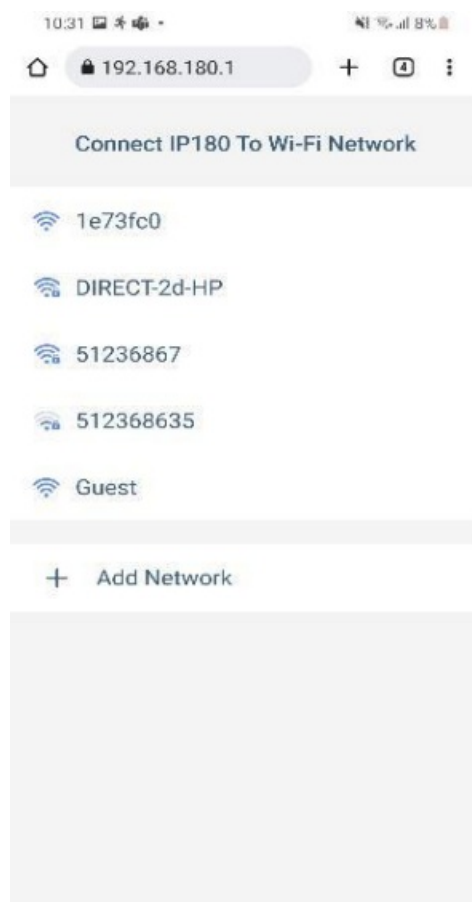 10:31
8%
192.168.180.1
4
Connect IP180 To Wi-Fi Network
1e73fc0
DIRECT-2d-HP
51236867
512368635
Guest
+ Add Network